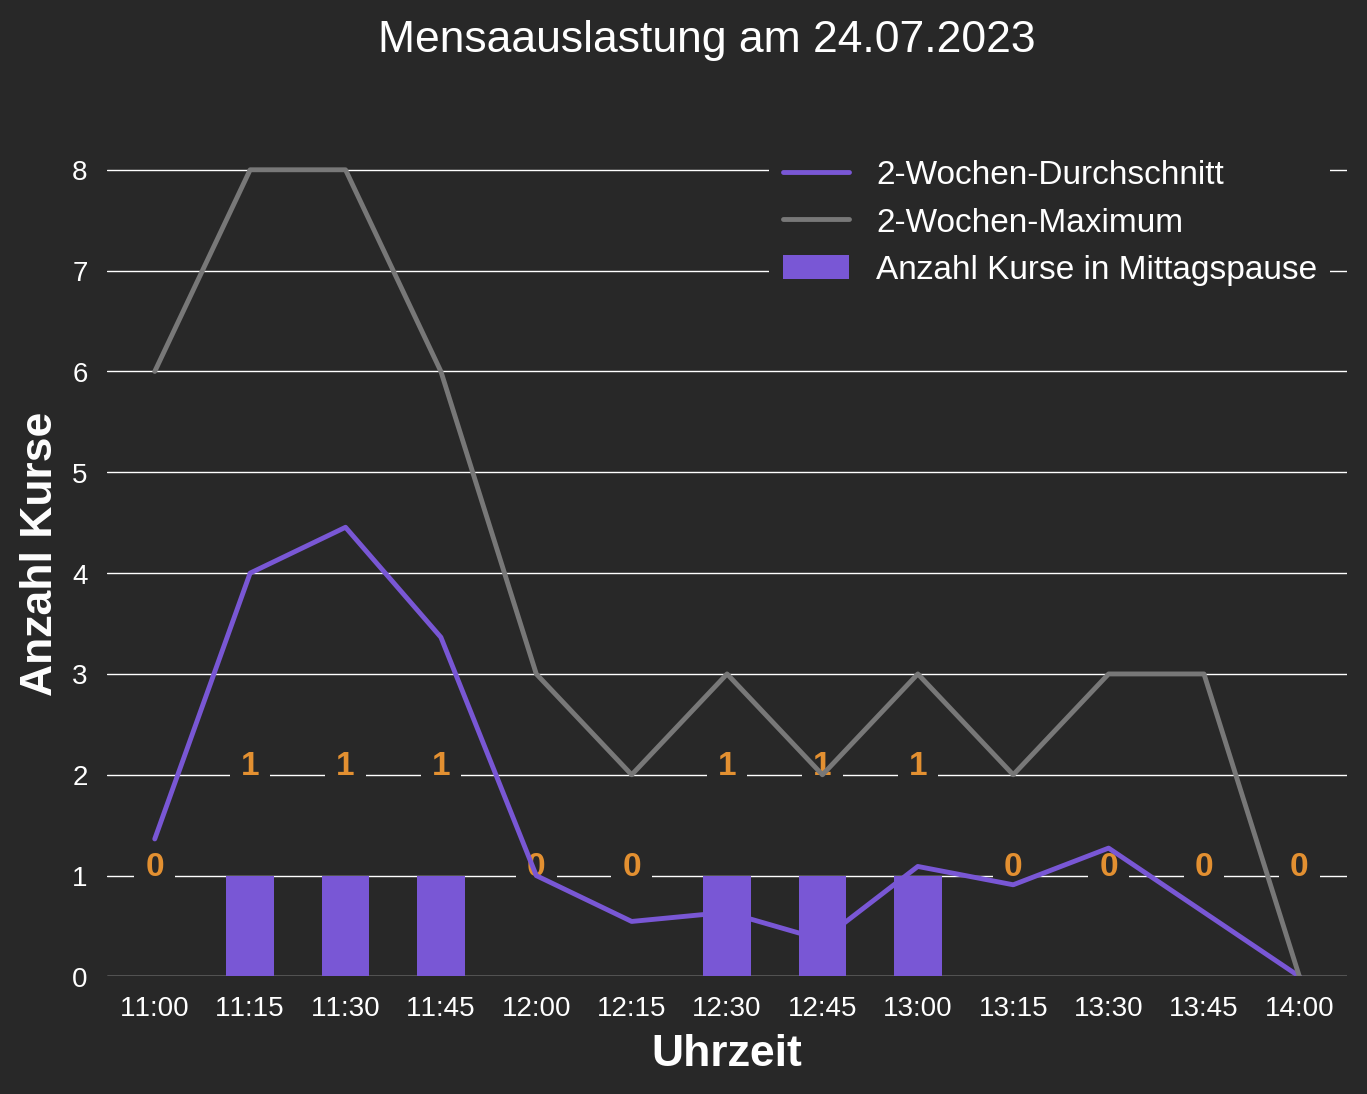 Mensaauslastung am 24.07.2023
2-Wochen-Durchschnitt
2-Wochen-Maximum
Anzahl Kurse in Mittagspause
Anzahl Kurse
8
7
6
5
4
3
2
1
0
1 1 1 1 1 1
0 0 0 0 0 0 0
11:00 11:15 11:30 11:45 12:00 12:15 12:30 12:45 13:00 13:15 13:30 13:45 14:00
Uhrzeit